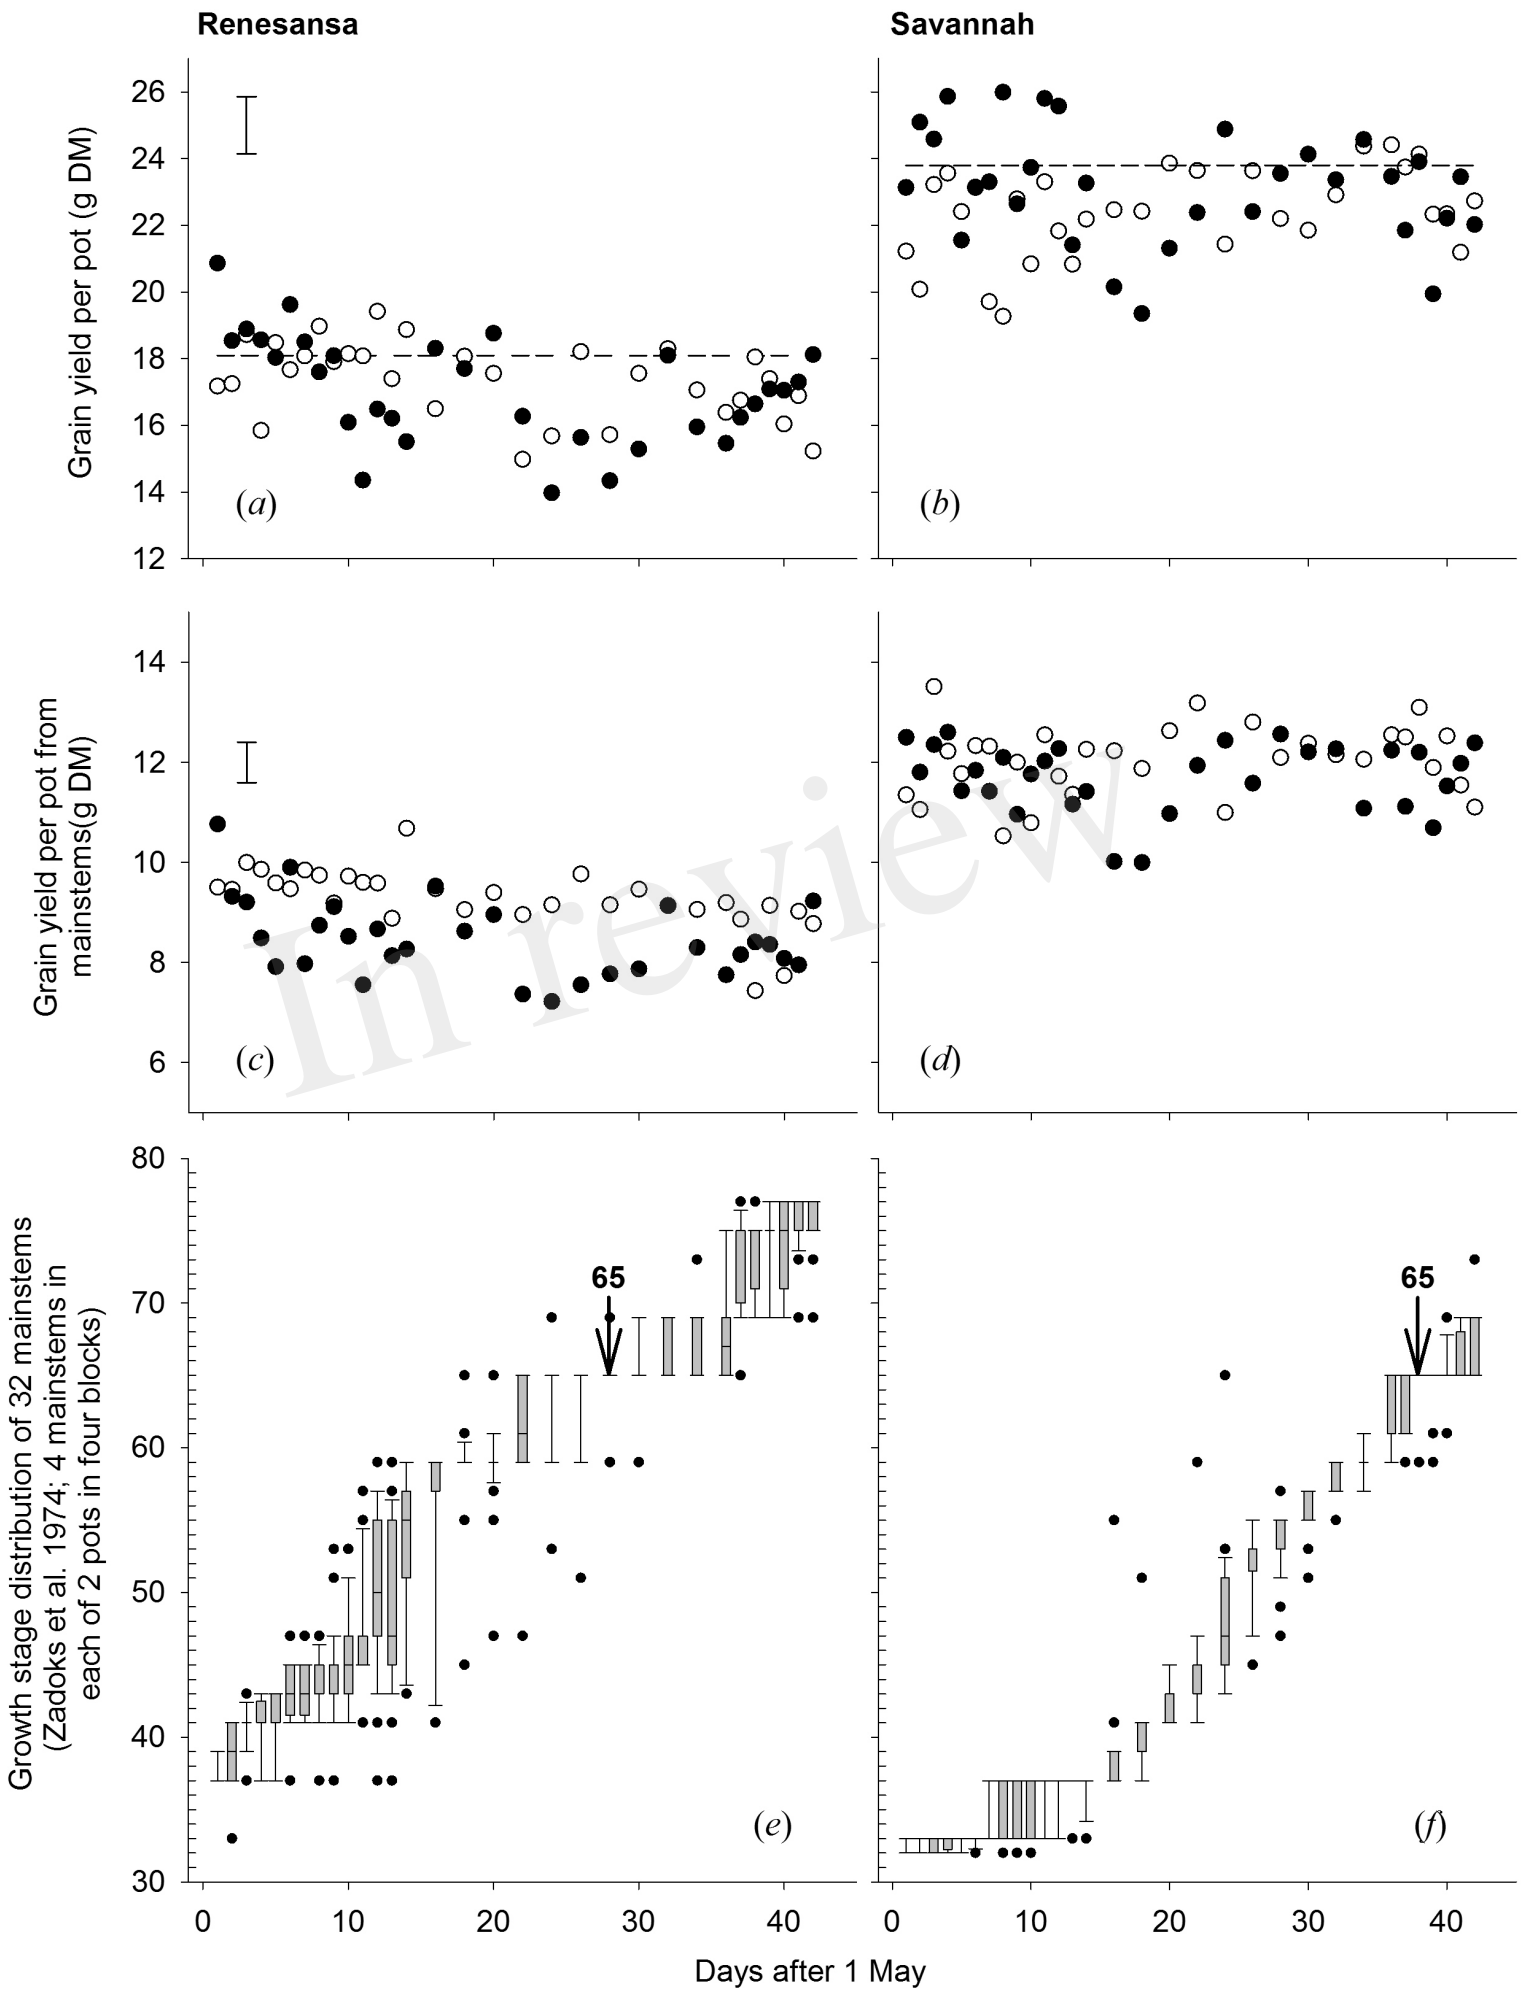 Renesansa
Savannah
Grain yield per pot (g DM)
26
24
22
20
18
16
14
12
(a)
(b)
Grain yield per pot from
mainstems(g DM)
14
12
10
8
6
(c)
(d)
In review
Growth stage distribution of 32 mainstems
(Zadoks et al. 1974; 4 mainstems in
each of 2 pots in four blocks)
80
70
60
50
40
30
65
65
(e)
(f)
0 10 20 30 40
0 10 20 30 40
Days after 1 May